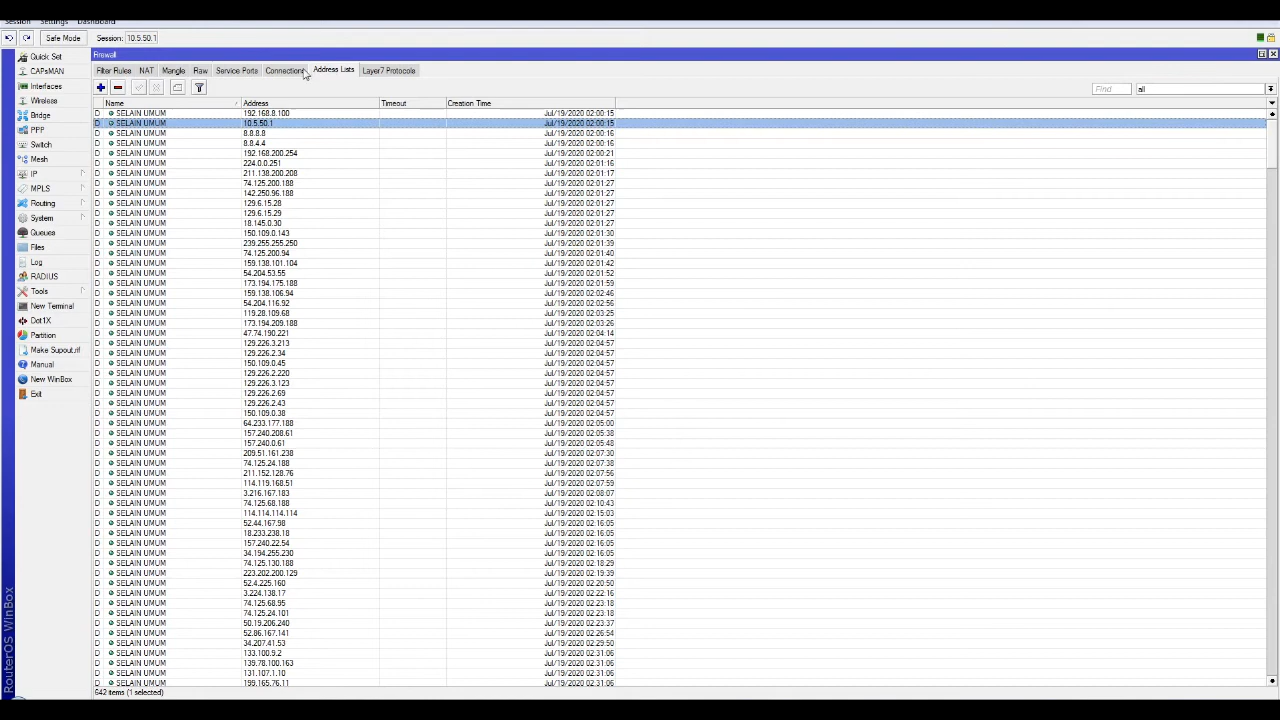 Session Settings Dashboard
Safe Mode Session: 10.5.50.1
Quick Set
CAPsMAN
Interfaces
Wireless
Bridge
PPP
Switch
Mesh
IP
MPLS
Routing
System
Queues
Files
Log
RADIUS
Tools
New Terminal
Dot1X
Partition
Make Supout.rif
Manual
New WinBox
Exit
RouterOS WinBox
Firewall
Filter Rules NAT Mangle Raw Service Ports Connections Address Lists Layer7 Protocols
Find all
Name Address Timeout Creation Time
D SELAIN UMUM 192.168.8.100 Jul/19/2020 02:00:15
D SELAIN UMUM 10.5.50.1 Jul/19/2020 02:00:15
D SELAIN UMUM 8.8.8.8 Jul/19/2020 02:00:16
D SELAIN UMUM 8.8.4.4 Jul/19/2020 02:00:16
D SELAIN UMUM 192.168.200.254 Jul/19/2020 02:00:21
D SELAIN UMUM 224.0.0.251 Jul/19/2020 02:01:16
D SELAIN UMUM 211.138.200.208 Jul/19/2020 02:01:17
D SELAIN UMUM 74.125.200.188 Jul/19/2020 02:01:27
D SELAIN UMUM 142.250.96.188 Jul/19/2020 02:01:27
D SELAIN UMUM 129.6.15.28 Jul/19/2020 02:01:27
D SELAIN UMUM 129.6.15.29 Jul/19/2020 02:01:27
D SELAIN UMUM 18.145.0.30 Jul/19/2020 02:01:27
D SELAIN UMUM 150.109.0.143 Jul/19/2020 02:01:30
D SELAIN UMUM 239.255.255.250 Jul/19/2020 02:01:39
D SELAIN UMUM 74.125.200.94 Jul/19/2020 02:01:40
D SELAIN UMUM 159.138.101.104 Jul/19/2020 02:01:42
D SELAIN UMUM 54.204.53.55 Jul/19/2020 02:01:52
D SELAIN UMUM 173.194.175.188 Jul/19/2020 02:01:59
D SELAIN UMUM 159.138.106.94 Jul/19/2020 02:02:46
D SELAIN UMUM 54.204.116.92 Jul/19/2020 02:02:56
D SELAIN UMUM 119.28.109.68 Jul/19/2020 02:03:25
D SELAIN UMUM 173.194.209.188 Jul/19/2020 02:03:26
D SELAIN UMUM 47.74.190.221 Jul/19/2020 02:04:14
D SELAIN UMUM 129.226.3.213 Jul/19/2020 02:04:57
D SELAIN UMUM 129.226.2.34 Jul/19/2020 02:04:57
D SELAIN UMUM 150.109.0.45 Jul/19/2020 02:04:57
D SELAIN UMUM 129.226.2.220 Jul/19/2020 02:04:57
D SELAIN UMUM 129.226.3.123 Jul/19/2020 02:04:57
D SELAIN UMUM 129.226.2.69 Jul/19/2020 02:04:57
D SELAIN UMUM 129.226.2.43 Jul/19/2020 02:04:57
D SELAIN UMUM 150.109.0.38 Jul/19/2020 02:04:57
D SELAIN UMUM 64.233.177.188 Jul/19/2020 02:05:00
D SELAIN UMUM 157.240.208.61 Jul/19/2020 02:05:38
D SELAIN UMUM 157.240.0.61 Jul/19/2020 02:05:48
D SELAIN UMUM 209.51.161.238 Jul/19/2020 02:07:30
D SELAIN UMUM 74.125.24.188 Jul/19/2020 02:07:38
D SELAIN UMUM 211.152.128.76 Jul/19/2020 02:07:56
D SELAIN UMUM 114.119.168.51 Jul/19/2020 02:07:59
D SELAIN UMUM 3.216.167.183 Jul/19/2020 02:08:07
D SELAIN UMUM 74.125.68.188 Jul/19/2020 02:10:43
D SELAIN UMUM 114.114.114.114 Jul/19/2020 02:15:03
D SELAIN UMUM 52.44.167.98 Jul/19/2020 02:16:05
D SELAIN UMUM 18.233.238.18 Jul/19/2020 02:16:05
D SELAIN UMUM 157.240.22.54 Jul/19/2020 02:16:05
D SELAIN UMUM 34.194.255.230 Jul/19/2020 02:16:05
D SELAIN UMUM 74.125.130.188 Jul/19/2020 02:18:29
D SELAIN UMUM 223.202.200.129 Jul/19/2020 02:19:39
D SELAIN UMUM 52.4.225.160 Jul/19/2020 02:20:50
D SELAIN UMUM 3.224.138.17 Jul/19/2020 02:22:16
D SELAIN UMUM 74.125.68.95 Jul/19/2020 02:23:18
D SELAIN UMUM 74.125.24.101 Jul/19/2020 02:23:18
D SELAIN UMUM 50.19.206.240 Jul/19/2020 02:23:37
D SELAIN UMUM 52.86.167.141 Jul/19/2020 02:26:54
D SELAIN UMUM 34.207.41.53 Jul/19/2020 02:29:50
D SELAIN UMUM 133.100.9.2 Jul/19/2020 02:31:06
D SELAIN UMUM 139.78.100.163 Jul/19/2020 02:31:06
D SELAIN UMUM 131.107.1.10 Jul/19/2020 02:31:06
D SELAIN UMUM 199.165.76.11 Jul/19/2020 02:31:06
642 items (1 selected)